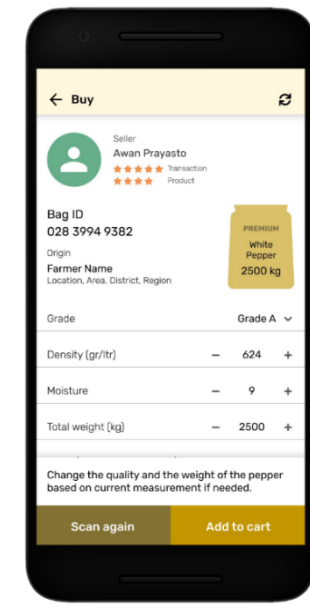 Buy
Seller
Awan Prayasto
Transaction
Product
Bag ID
028 3994 9382
Origin
Farmer Name
Location, Area, District, Region
PREMIUM
White
Pepper
2500 kg
Grade
Grade A
Density (gr/ltr)
− 624 +
Moisture
− 9 +
Total weight (kg)
− 2500 +
Change the quality and the weight of the pepper
based on current measurement if needed.
Scan again
Add to cart